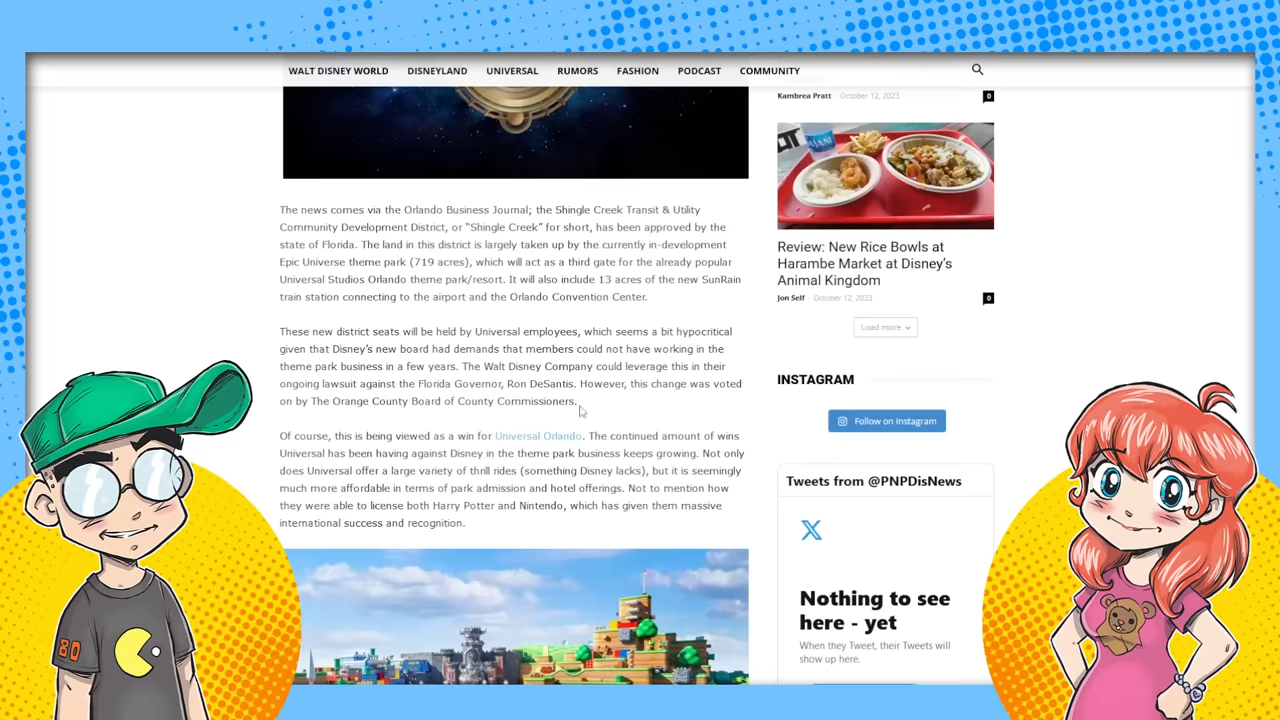 WALT DISNEY WORLD DISNEYLAND UNIVERSAL RUMORS FASHION PODCAST COMMUNITY
The news comes via the Orlando Business Journal; the Shingle Creek Transit & Utility
Community Development District, or “Shingle Creek” for short, has been approved by the
state of Florida. The land in this district is largely taken up by the currently in-development
Epic Universe theme park (719 acres), which will act as a third gate for the already popular
Universal Studios Orlando theme park/resort. It will also include 13 acres of the new SunRain
train station connecting to the airport and the Orlando Convention Center.
These new district seats will be held by Universal employees, which seems a bit hypocritical
given that Disney’s new board had demands that members could not have working in the
theme park business in a few years. The Walt Disney Company could leverage this in their
ongoing lawsuit against the Florida Governor, Ron DeSantis. However, this change was voted
on by The Orange County Board of County Commissioners.
Of course, this is being viewed as a win for Universal Orlando. The continued amount of wins
Universal has been having against Disney in the theme park business keeps growing. Not only
does Universal offer a large variety of thrill rides (something Disney lacks), but it is seemingly
much more affordable in terms of park admission and hotel offerings. Not to mention how
they were able to license both Harry Potter and Nintendo, which has given them massive
international success and recognition.
Kambrea Pratt - October 12, 2023 0
Review: New Rice Bowls at
Harambe Market at Disney’s
Animal Kingdom
Jon Self - October 12, 2023 0
Load more
INSTAGRAM
Follow on Instagram
Tweets from @PNPDisNews
Nothing to see
here - yet
When they Tweet, their Tweets will
show up here.
80